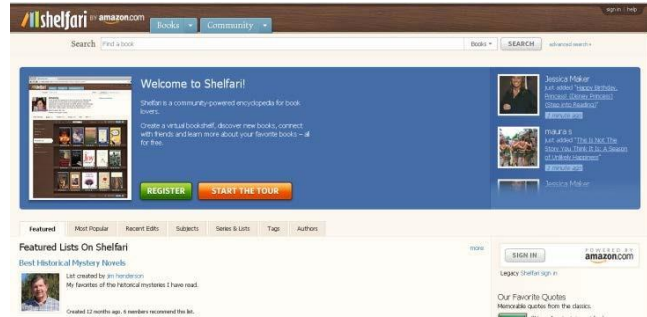 shelfari BY amazon.com
Books
Community
sign in | help
Search
Find a book
Books
SEARCH
advanced search »
Welcome to Shelfari!
Shelfari is a community-powered encyclopedia for book
lovers.
Create a virtual bookshelf, discover new books, connect
with friends and learn more about your favorite books – all
for free.
REGISTER
START THE TOUR
Jessica Maker
just added "Happy Birthday,
Princess! (Disney Princess)
(Step into Reading)"
maura s
just added "This Is Not The
Story You Think It Is: A Season
of Unlikely Happiness"
Jessica Maker
Featured
Most Popular
Recent Edits
Subjects
Series & Lists
Tags
Authors
Featured Lists On Shelfari
more
Best Historical Mystery Novels
List created by jim henderson
My favorites of the historical mysteries I have read.
Created 12 months ago. 6 members recommend this list.
SIGN IN
POWERED BY
amazon.com
Legacy Shelfari sign in
Our Favorite Quotes
Memorable quotes from the classics.